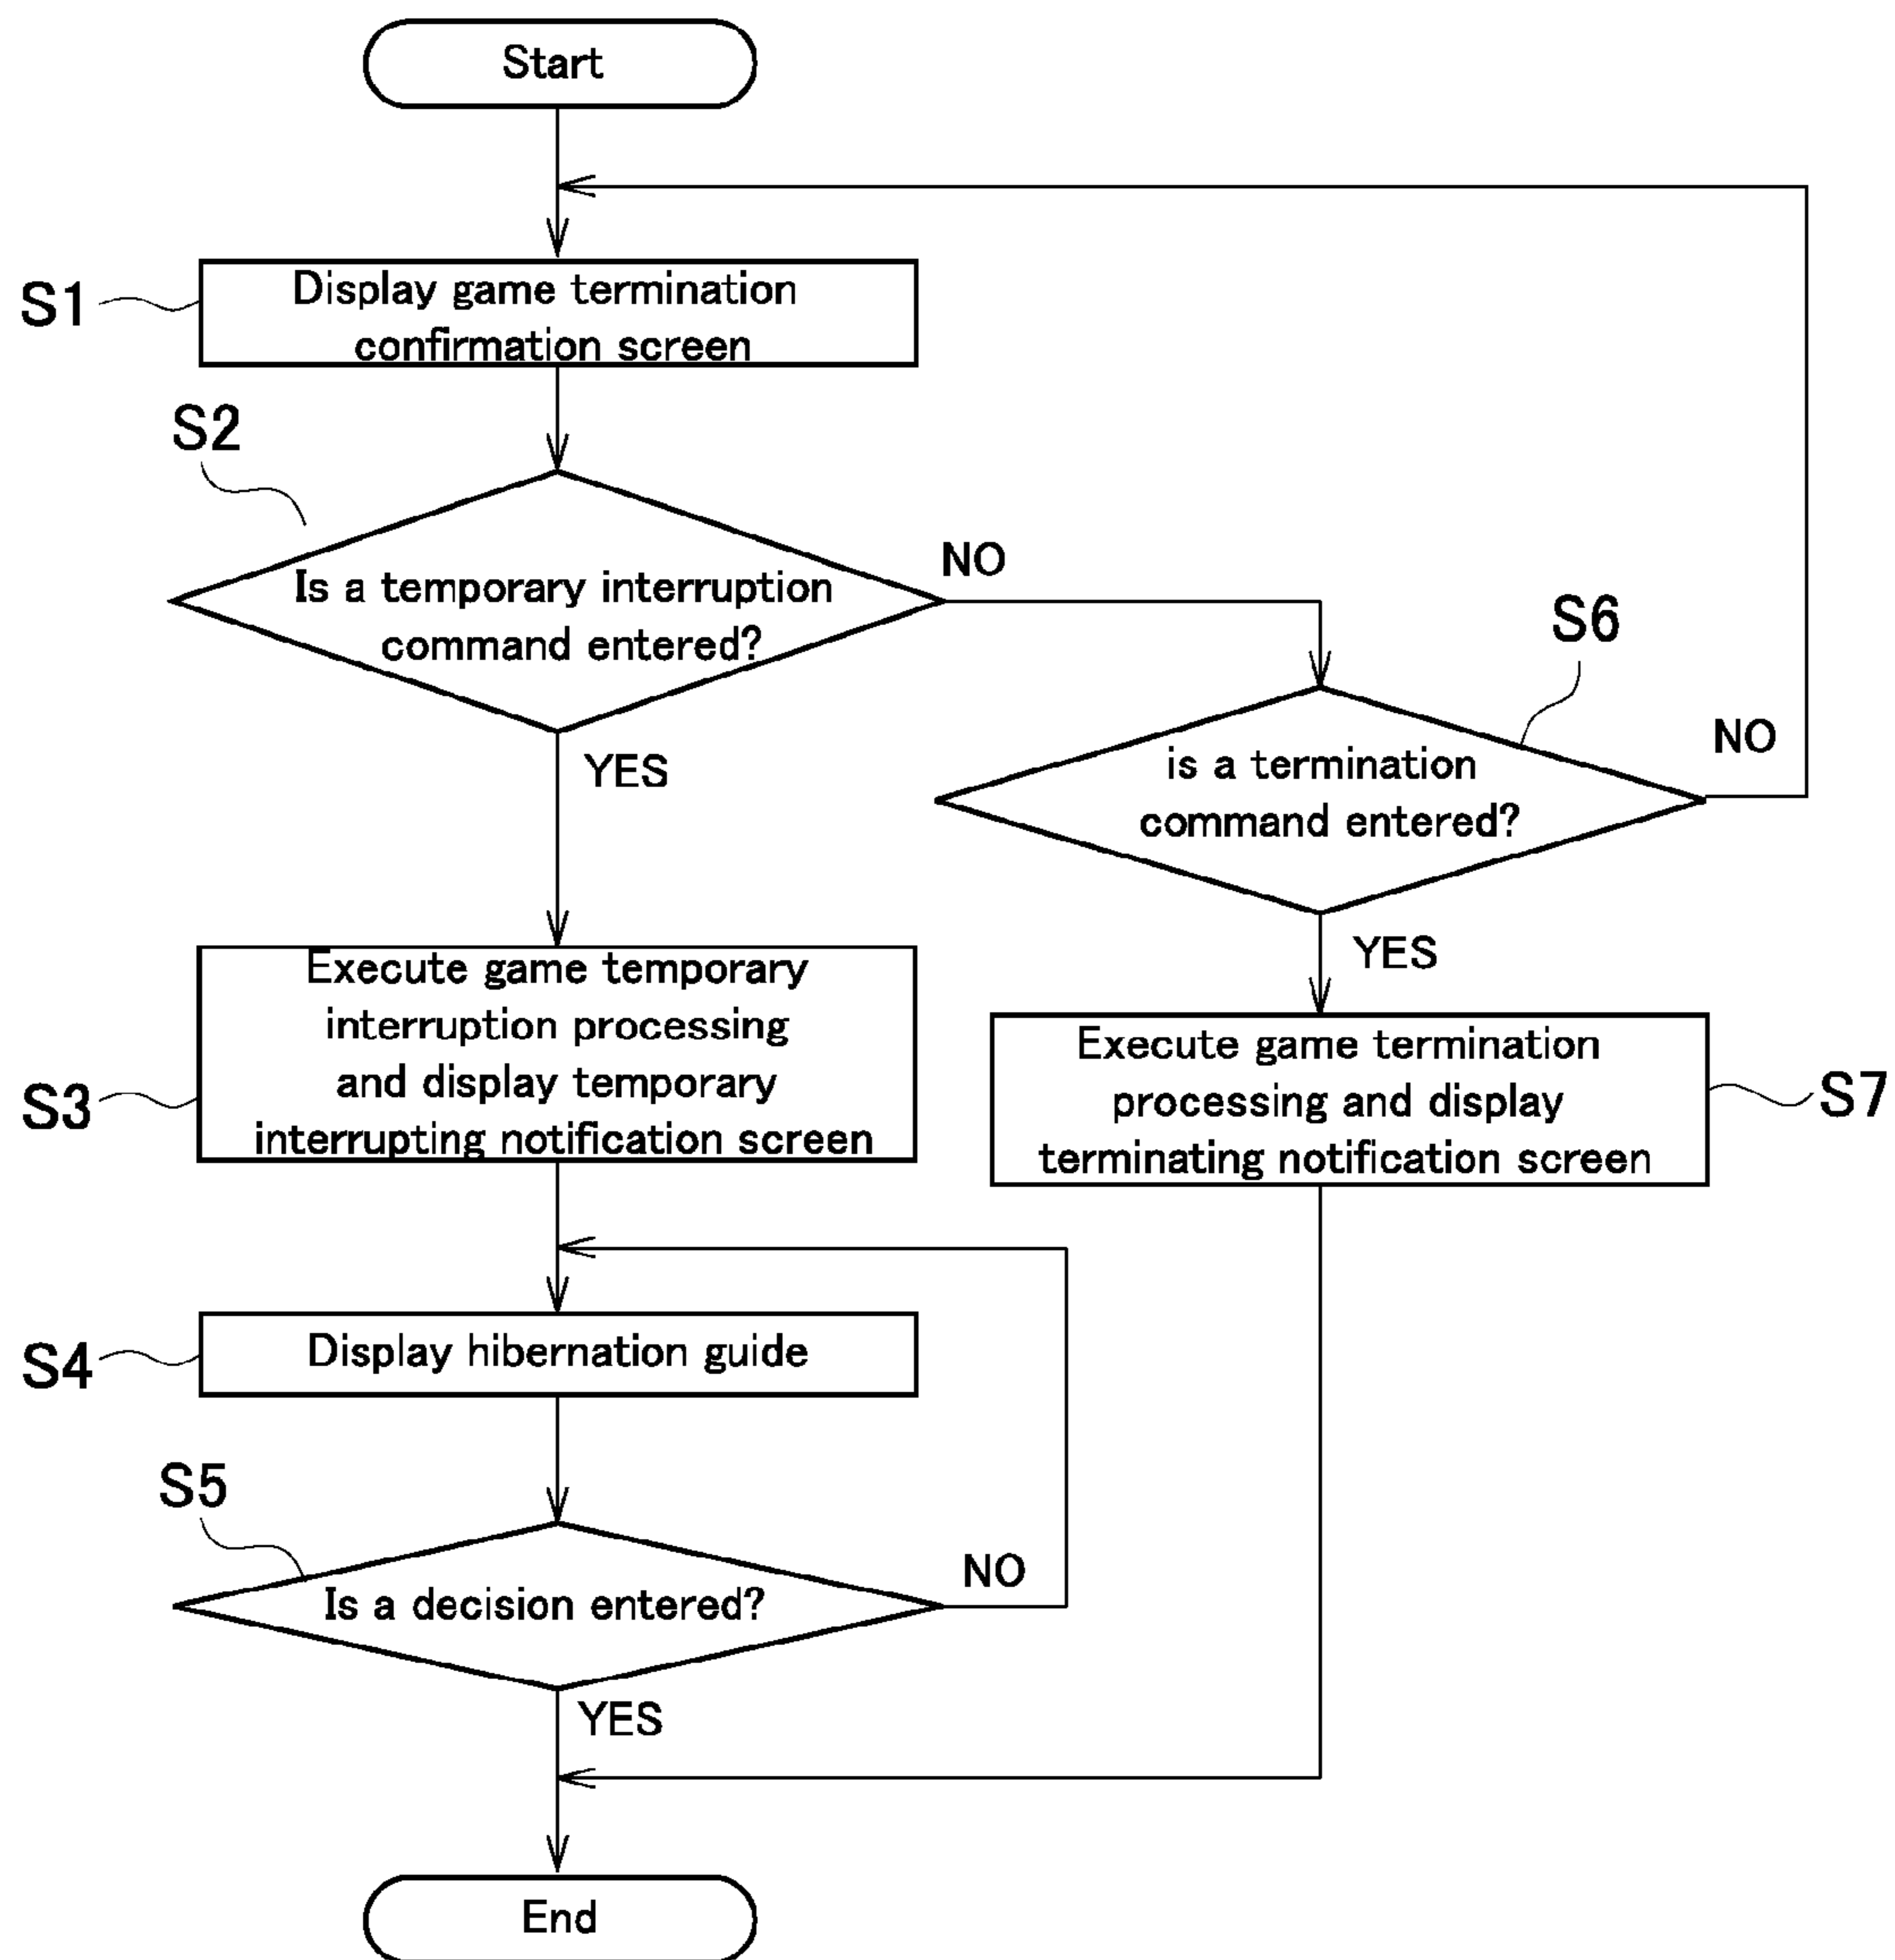 Start
S1
Display game termination
confirmation screen
S2
Is a temporary interruption
command entered?
NO
YES
S6
is a termination
command entered?
NO
YES
S3
Execute game temporary
interruption processing
and display temporary
interrupting notification screen
Execute game termination
processing and display
terminating notification screen
S7
S4
Display hibernation guide
S5
Is a decision entered?
NO
YES
End